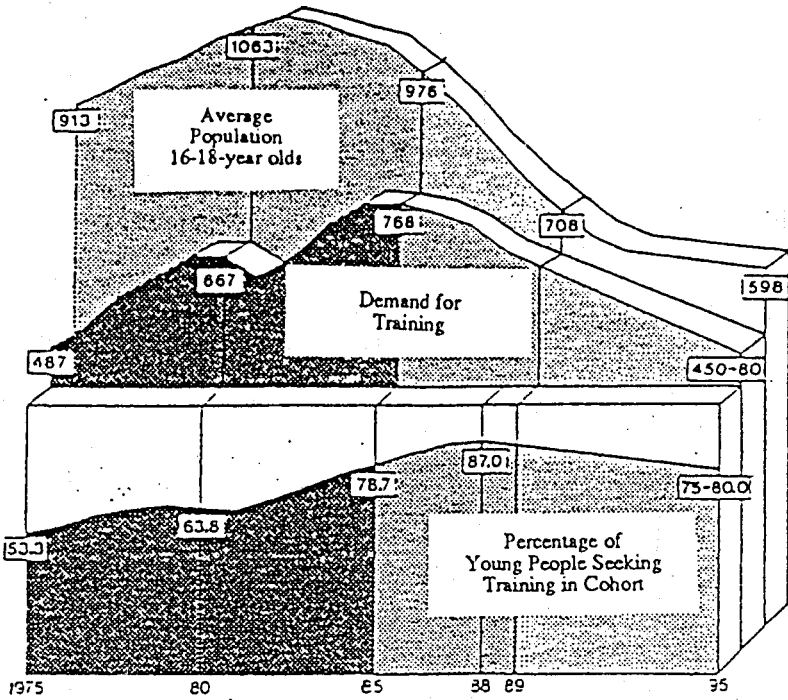 1063
976
913
Average
Population
16-18-year olds
768
708
667
598
Demand for
Training
487
450-80
87.0
78.7
75-80.0
63.8
53.3
Percentage of
Young People Seeking
Training in Cohort
1975 80 85 88 89 95